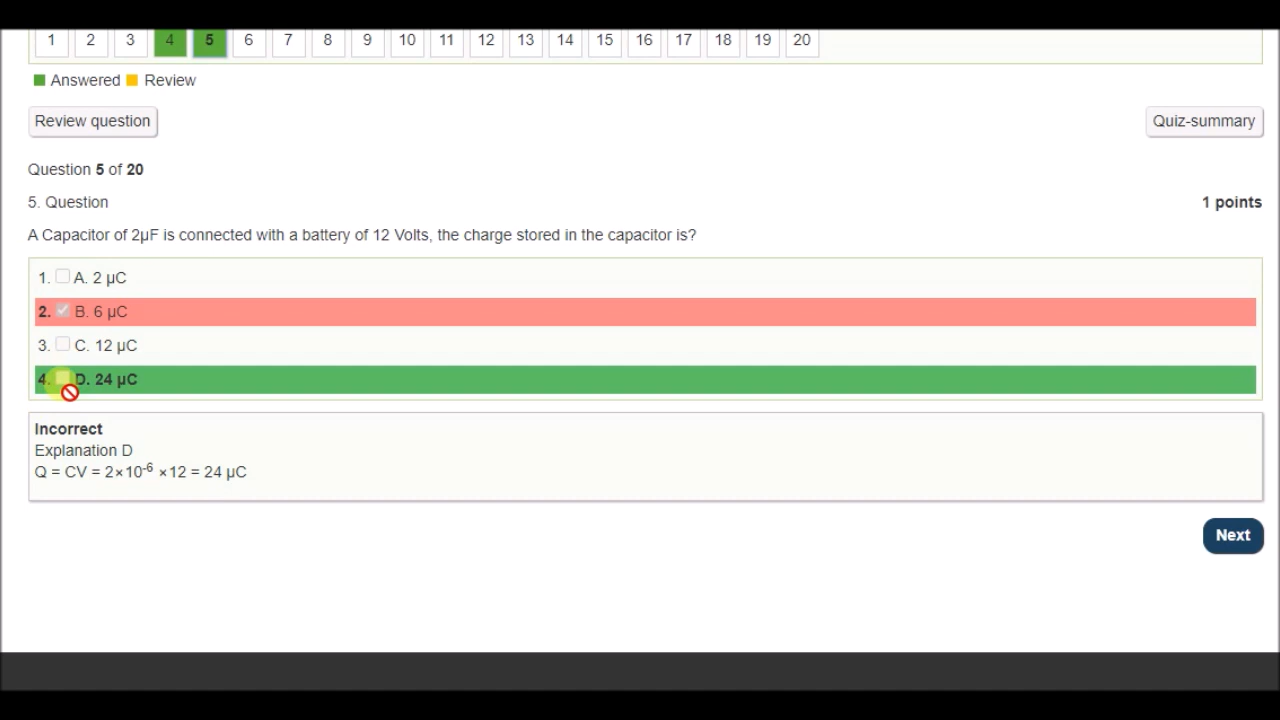 1 2 3 4 5 6 7 8 9 10 11 12 13 14 15 16 17 18 19 20
Answered Review
Review question Quiz-summary
Question 5 of 20
5. Question 1 points
A Capacitor of 2µF is connected with a battery of 12 Volts, the charge stored in the capacitor is?
1. A. 2 µC
2. B. 6 µC
3. C. 12 µC
4. D. 24 µC
Incorrect
Explanation D
Q = CV = 2×10⁻⁶ ×12 = 24 µC
Next